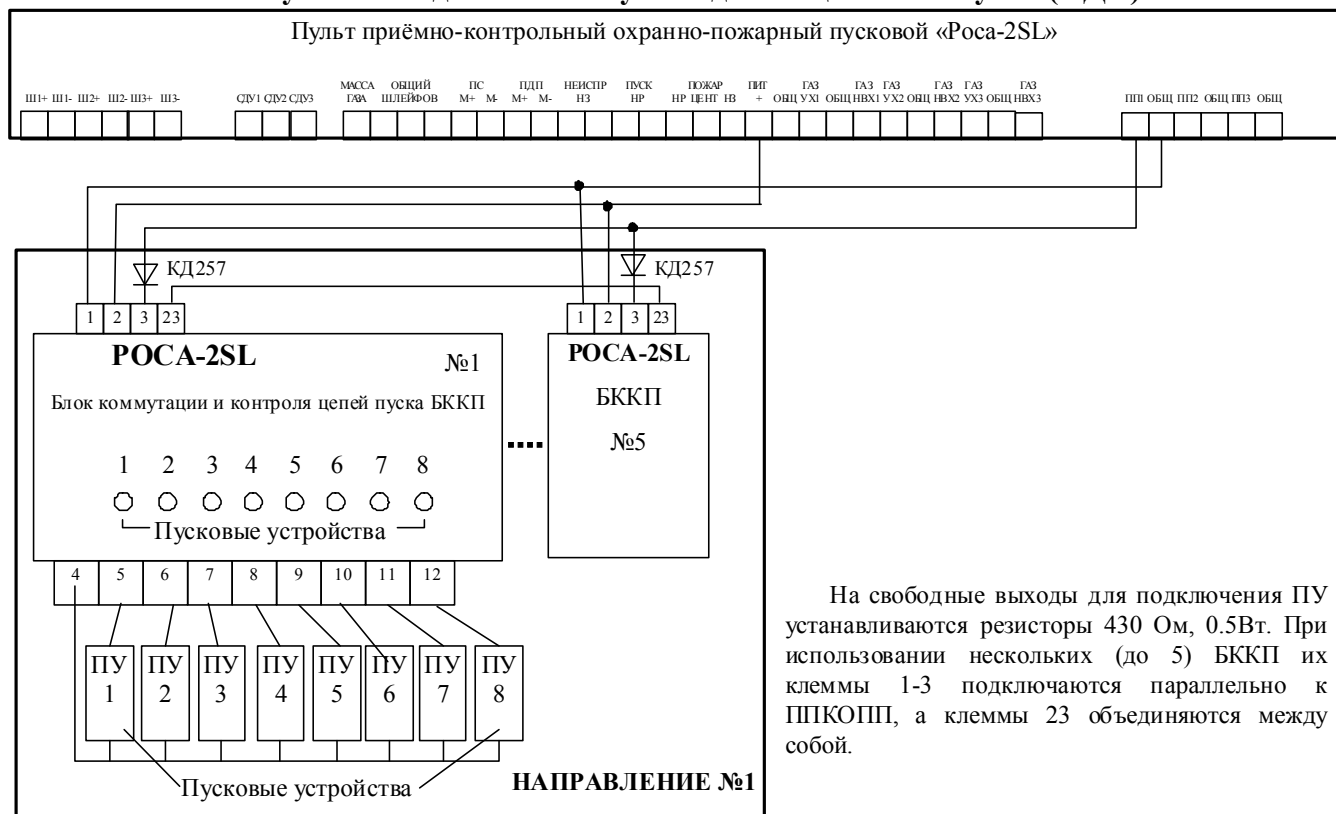 Пульт приёмно-контрольный охранно-пожарный пусковой «Роса-2SL»
МАССА ОБЩИЙ ПС ПДП НЕИСПР ПУСК ПОЖАР ПИТ ГАЗ ГАЗ ГАЗ ГАЗ ГАЗ ГАЗ
Ш1+ Ш1- Ш2+ Ш2- Ш3+ Ш3- СДУ1 СДУ2 СДУ3 ГАЗА ШЛЕЙФОВ М+ М- М+ М- НЗ НР НР ЦЕНТ НЗ + ОБЩ УХ1 ОБЩ НВХ1 УХ2 ОБЩ НВХ2 УХ3 ОБЩ НВХ3 ПП1 ОБЩ ПП2 ОБЩ ПП3 ОБЩ
КД257 КД257
1 2 3 23 1 2 3 23
РОСА-2SL №1
Блок коммутации и контроля цепей пуска БККП
1 2 3 4 5 6 7 8
Пусковые устройства
РОСА-2SL
БККП
№5
4 5 6 7 8 9 10 11 12
ПУ ПУ ПУ ПУ ПУ ПУ ПУ ПУ
1 2 3 4 5 6 7 8
Пусковые устройства
НАПРАВЛЕНИЕ №1
На свободные выходы для подключения ПУ
устанавливаются резисторы 430 Ом, 0.5Вт. При
использовании нескольких (до 5) БККП их
клеммы 1-3 подключаются параллельно к
ППКОПП, а клеммы 23 объединяются между
собой.